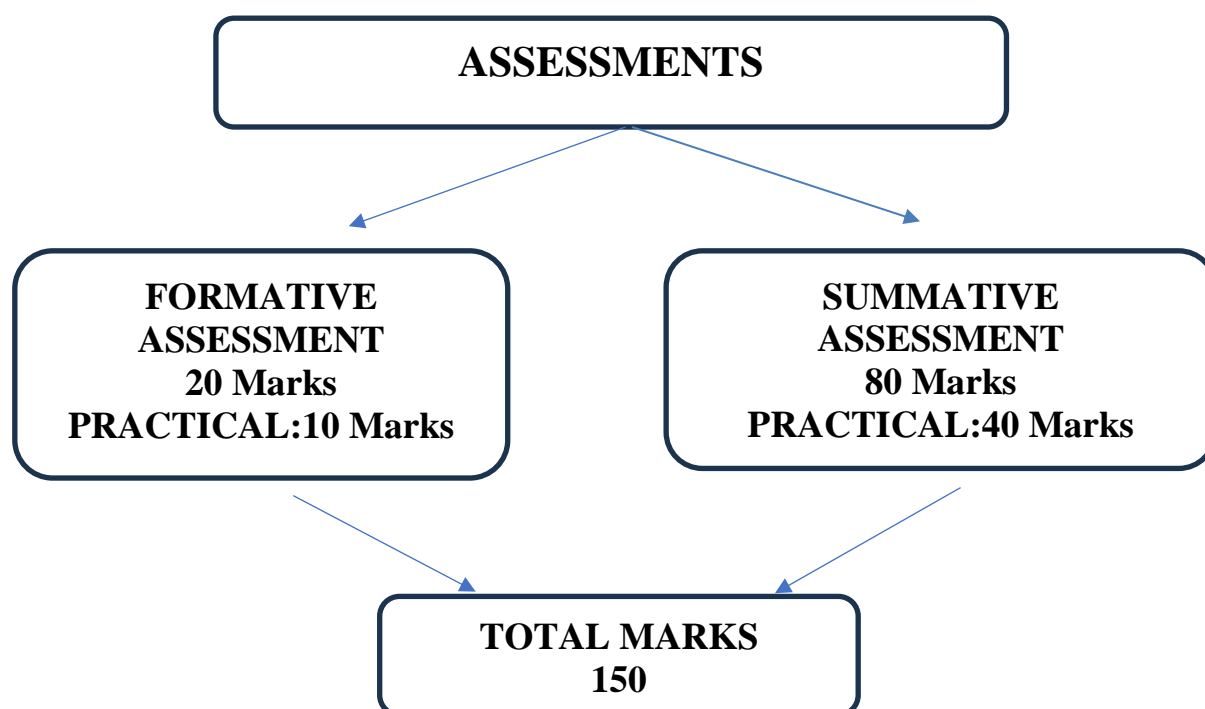 ASSESSMENTS
FORMATIVE
ASSESSMENT
20 Marks
PRACTICAL:10 Marks
SUMMATIVE
ASSESSMENT
80 Marks
PRACTICAL:40 Marks
TOTAL MARKS
150